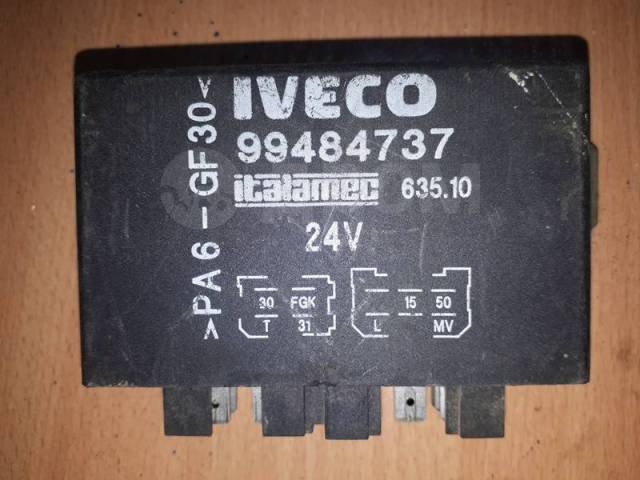 IVECO
99484737
italamec 635.10
24V
>PA6-GF30<
30 FGK
T 31
15 50
L MV